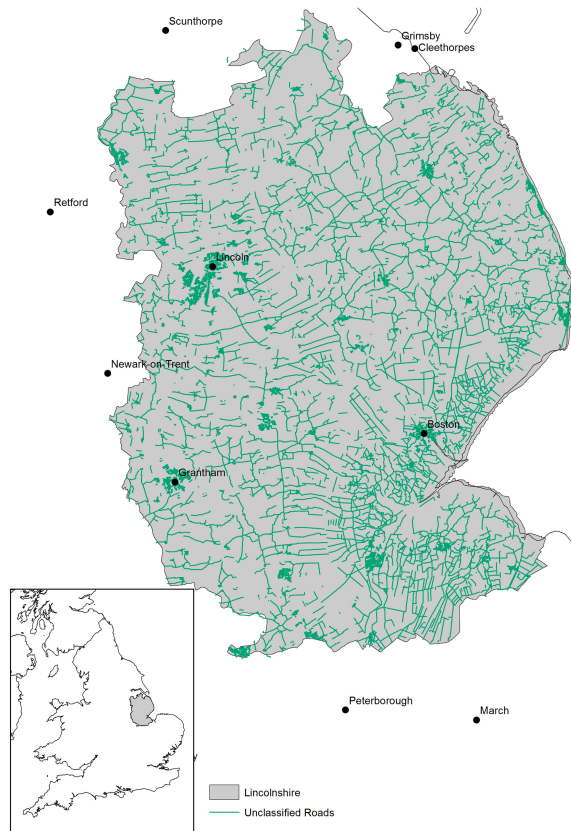 Scunthorpe
Grimsby
Cleethorpes
Retford
Lincoln
Newark-on-Trent
Boston
Grantham
Peterborough
March
Lincolnshire
Unclassified Roads